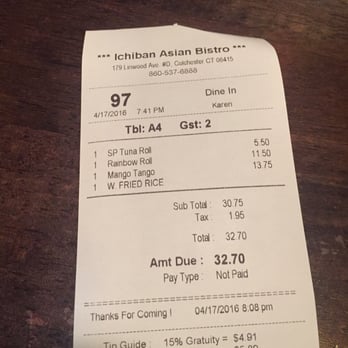 *** Ichiban Asian Bistro ***
179 Linwood Ave. #D, Colchester CT 06415
860-537-6888
97 Dine In
4/17/2016 7:41 PM Karen
Tbl: A4 Gst: 2
1 SP Tuna Roll 5.50
1 Rainbow Roll 11.50
1 Mango Tango 13.75
1 W. FRIED RICE
Sub Total : 30.75
Tax : 1.95
Total : 32.70
Amt Due : 32.70
Pay Type : Not Paid
Thanks For Coming ! 04/17/2016 8:08 pm
Tip Guide : 15% Gratuity = $4.91